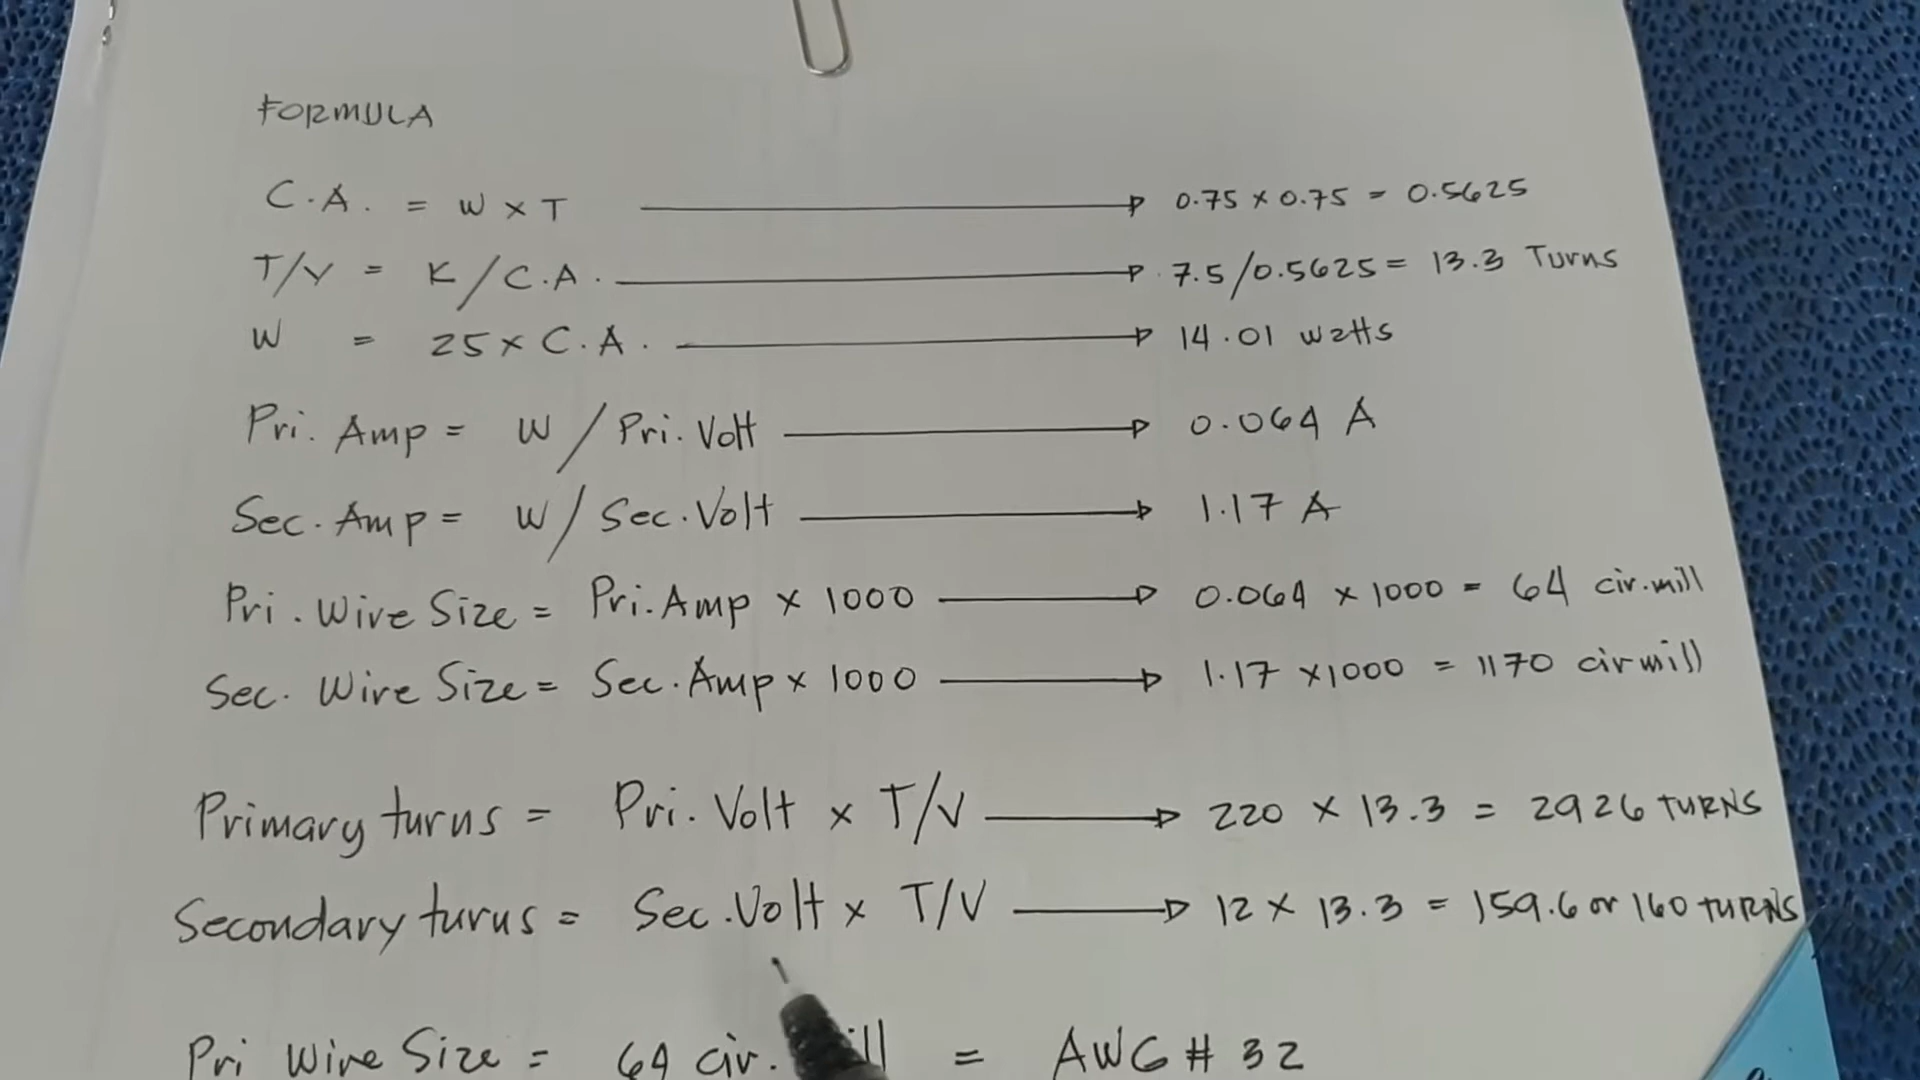 FORMULA
C.A. = W x T → 0.75 x 0.75 = 0.5625
T/V = K/C.A. → 7.5/0.5625 = 13.3 Turns
W = 25 x C.A. → 14.01 watts
Pri. Amp = W / Pri. Volt → 0.064 A
Sec. Amp = W / Sec. Volt → 1.17 A
Pri. Wire Size = Pri. Amp x 1000 → 0.064 x 1000 = 64 cir. mill
Sec. Wire Size = Sec. Amp x 1000 → 1.17 x 1000 = 1170 cir mill
Primary turns = Pri. Volt x T/V → 220 x 13.3 = 2926 TURNS
Secondary turns = Sec. Volt x T/V → 12 x 13.3 = 159.6 or 160 TURNS
Pri Wire Size = 64 cir. = AWG # 32